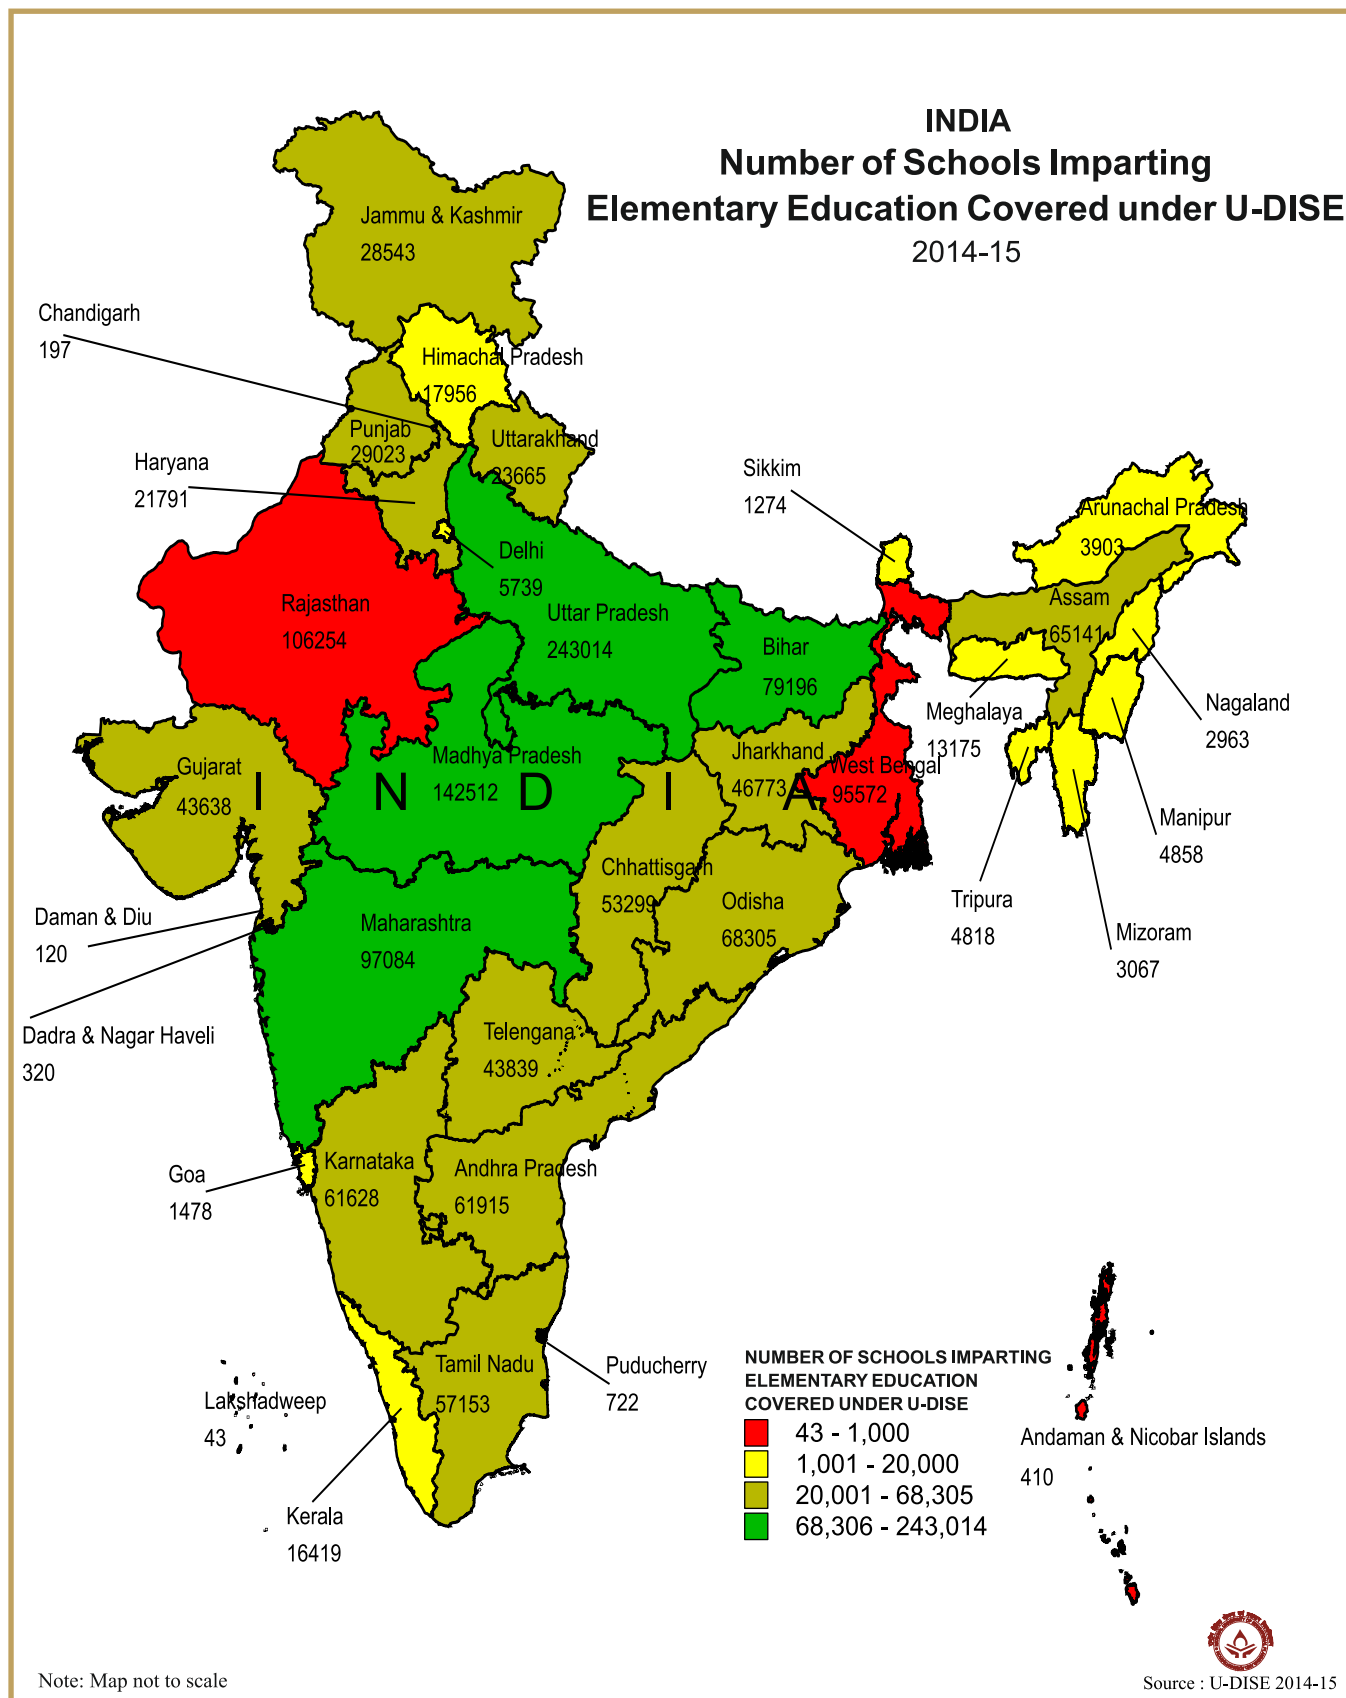 INDIA
Number of Schools Imparting
Elementary Education Covered under U-DISE
2014-15
Jammu & Kashmir
28543
Chandigarh
197
Himachal Pradesh
17956
Punjab
29023
Uttarakhand
23665
Haryana
21791
Sikkim
1274
Arunachal Pradesh
3903
Delhi
5739
Rajasthan
106254
Uttar Pradesh
243014
Bihar
79196
Assam
65141
Nagaland
2963
Meghalaya
13175
Gujarat
43638
Madhya Pradesh
142512
Jharkhand
46773
West Bengal
95572
I N D I A
Manipur
4858
Chhattisgarh
53299
Odisha
68305
Tripura
4818
Mizoram
3067
Daman & Diu
120
Maharashtra
97084
Dadra & Nagar Haveli
320
Telengana
43839
Goa
1478
Karnataka
61628
Andhra Pradesh
61915
Tamil Nadu
57153
Puducherry
722
Lakshadweep
43
Kerala
16419
NUMBER OF SCHOOLS IMPARTING
ELEMENTARY EDUCATION
COVERED UNDER U-DISE
43 - 1,000
1,001 - 20,000
20,001 - 68,305
68,306 - 243,014
Andaman & Nicobar Islands
410
Note: Map not to scale
Source : U-DISE 2014-15